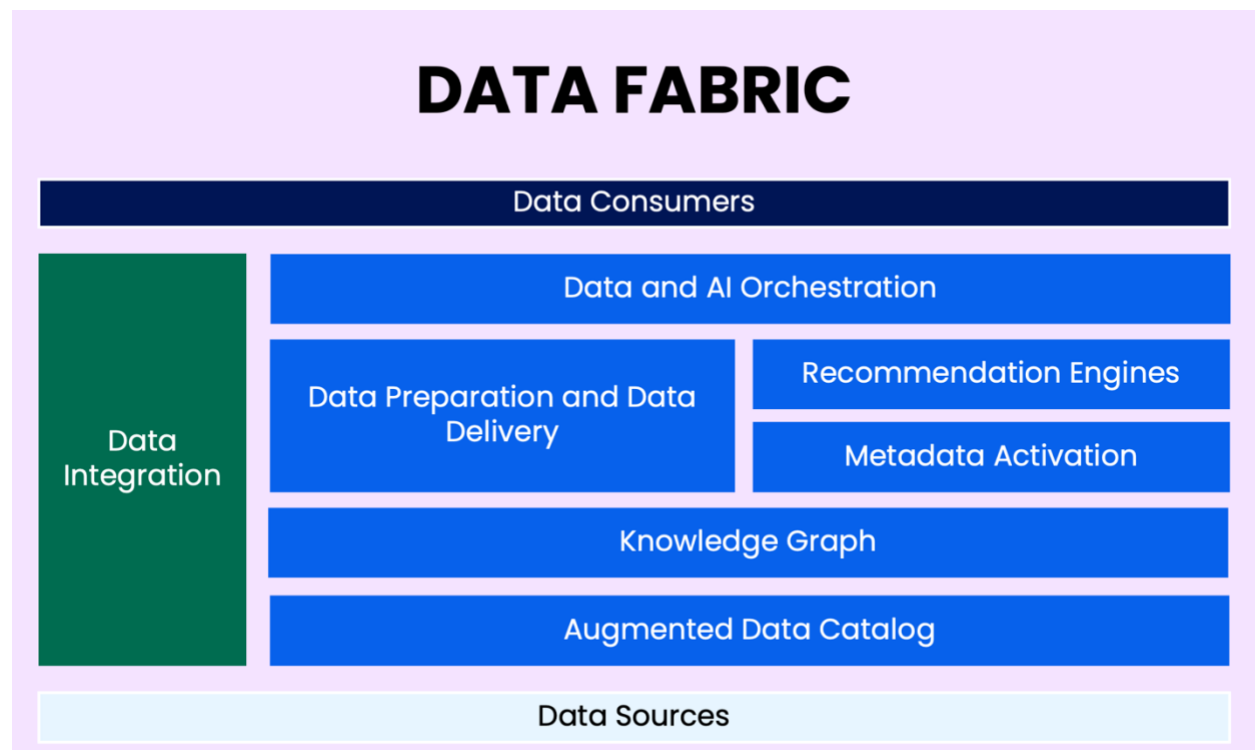 DATA FABRIC
Data Consumers
Data
Integration
Data and AI Orchestration
Data Preparation and Data
Delivery
Recommendation Engines
Metadata Activation
Knowledge Graph
Augmented Data Catalog
Data Sources